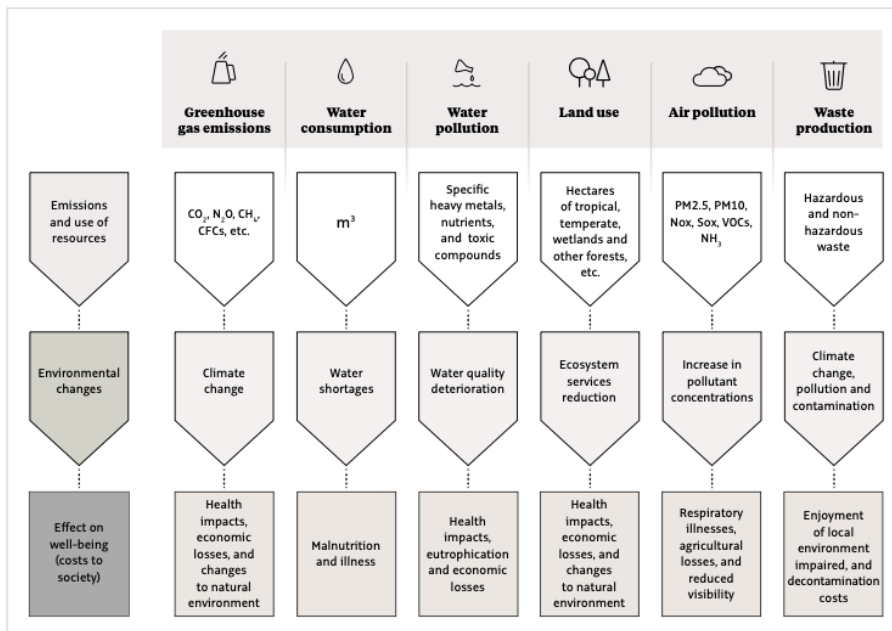 Greenhouse
gas emissions
Water
consumption
Water
pollution
Land use
Air pollution
Waste
production
Emissions
and use of
resources
CO₂, N₂O, CH₄,
CFCs, etc.
m³
Specific
heavy metals,
nutrients,
and toxic
compounds
Hectares
of tropical,
temperate,
wetlands and
other forests,
etc.
PM2.5, PM10,
Nox, Sox, VOCs,
NH₃
Hazardous
and non-
hazardous
waste
Environmental
changes
Climate
change
Water
shortages
Water quality
deterioration
Ecosystem
services
reduction
Increase in
pollutant
concentrations
Climate
change,
pollution and
contamination
Effect on
well-being
(costs to
society)
Health
impacts,
economic
losses, and
changes
to natural
environment
Malnutrition
and illness
Health
impacts,
eutrophication
and economic
losses
Health
impacts,
economic
losses, and
changes
to natural
environment
Respiratory
illnesses,
agricultural
losses, and
reduced
visibility
Enjoyment
of local
environment
impaired, and
decontamination
costs